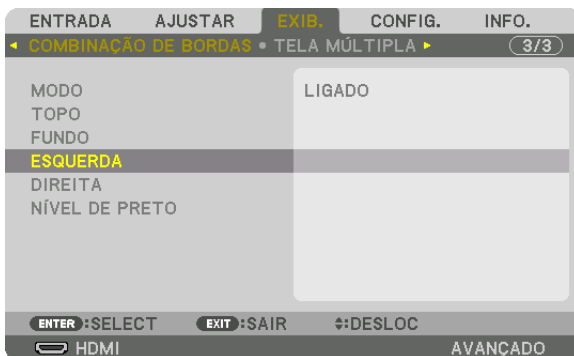 ENTRADA AJUSTAR EXIB. CONFIG. INFO.
COMBINAÇÃO DE BORDAS • TELA MÚLTIPLA 3/3
MODO LIGADO
TOPO
FUNDO
ESQUERDA
DIREITA
NÍVEL DE PRETO
ENTER :SELECT EXIT :SAIR :DESLOC
HDMI AVANÇADO